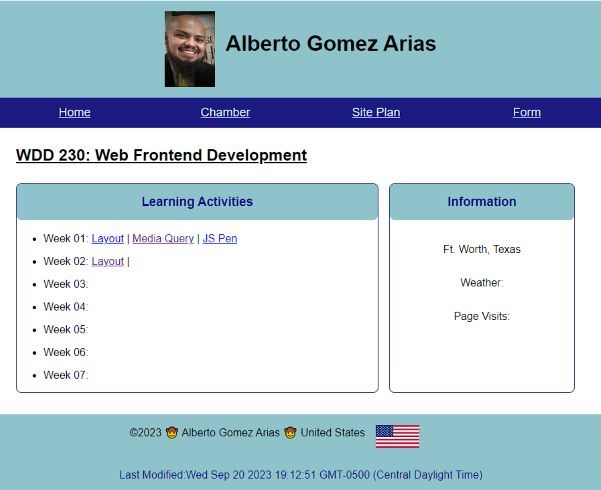 Alberto Gomez Arias
Home Chamber Site Plan Form
WDD 230: Web Frontend Development
Learning Activities
Week 01: Layout | Media Query | JS Pen
Week 02: Layout |
Week 03:
Week 04:
Week 05:
Week 06:
Week 07:
Information
Ft. Worth, Texas
Weather:
Page Visits:
©2023 🤠 Alberto Gomez Arias 🤠 United States
Last Modified:Wed Sep 20 2023 19:12:51 GMT-0500 (Central Daylight Time)